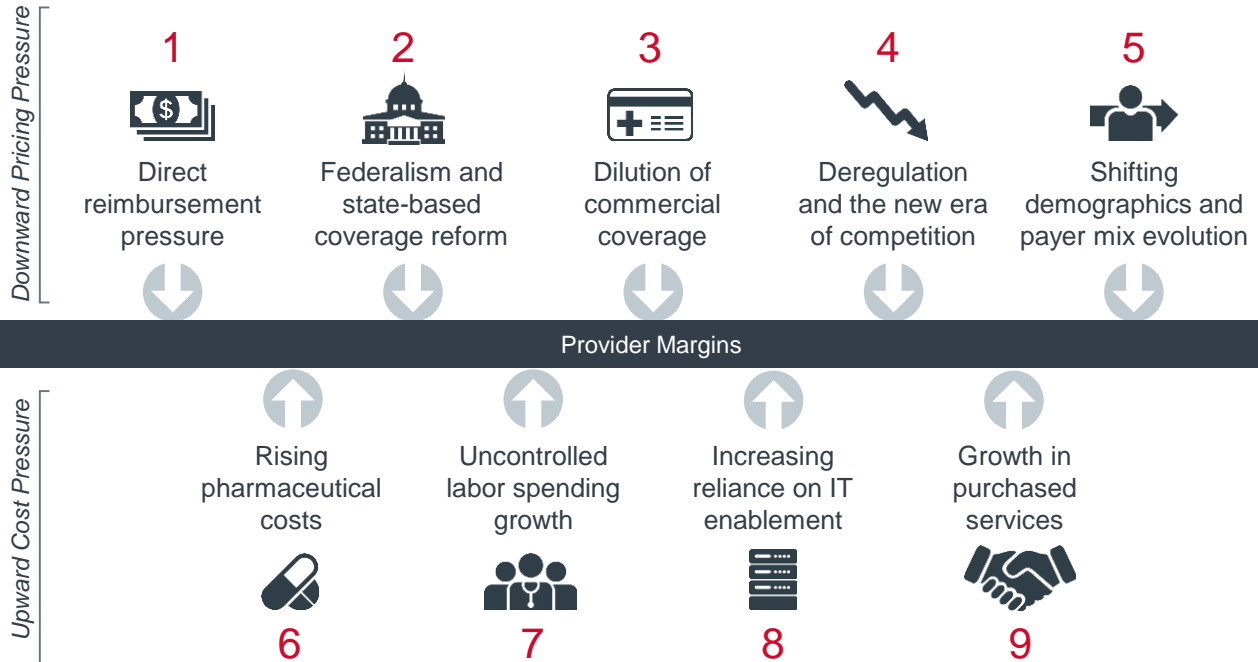 Downward Pricing Pressure
1
2
3
4
5
$
Direct
reimbursement
pressure
Federalism and
state-based
coverage reform
Dilution of
commercial
coverage
Deregulation
and the new era
of competition
Shifting
demographics and
payer mix evolution
Provider Margins
Upward Cost Pressure
Rising
pharmaceutical
costs
Uncontrolled
labor spending
growth
Increasing
reliance on IT
enablement
Growth in
purchased
services
6
7
8
9